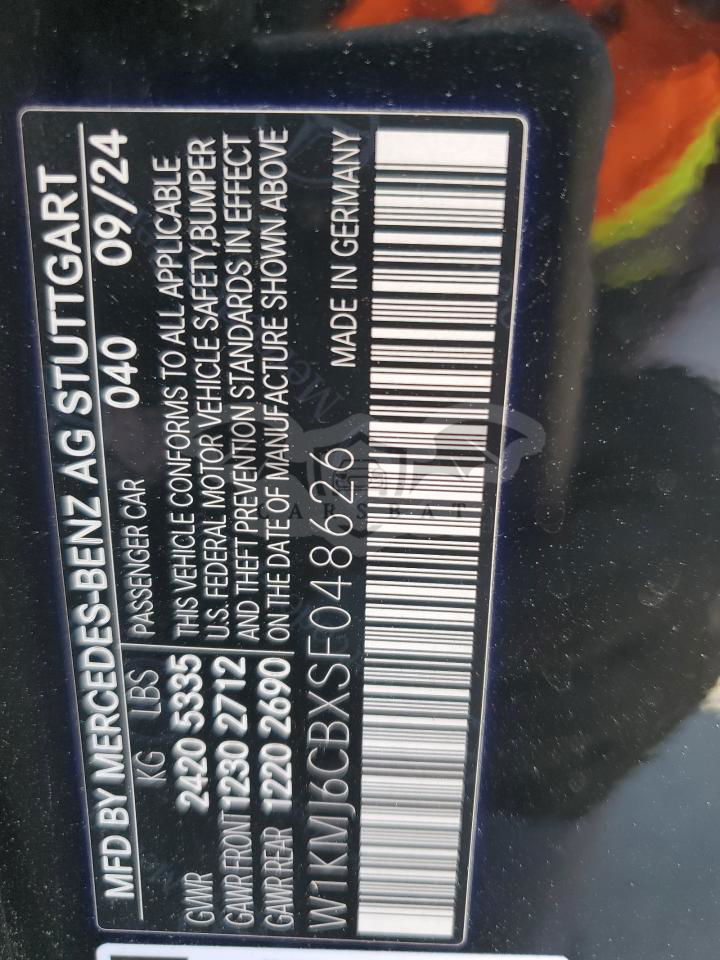 MFD BY MERCEDES-BENZ AG STUTTGART
KG LBS PASSENGER CAR 040 09/24
GVWR 2420 5335 THIS VEHICLE CONFORMS TO ALL APPLICABLE
GAWR FRONT 1230 2712 U.S. FEDERAL MOTOR VEHICLE SAFETY, BUMPER
AND THEFT PREVENTION STANDARDS IN EFFECT
GAWR REAR 1220 2690 ON THE DATE OF MANUFACTURE SHOWN ABOVE
W1KMJ6CBXSF048626 MADE IN GERMANY
CARSBAT